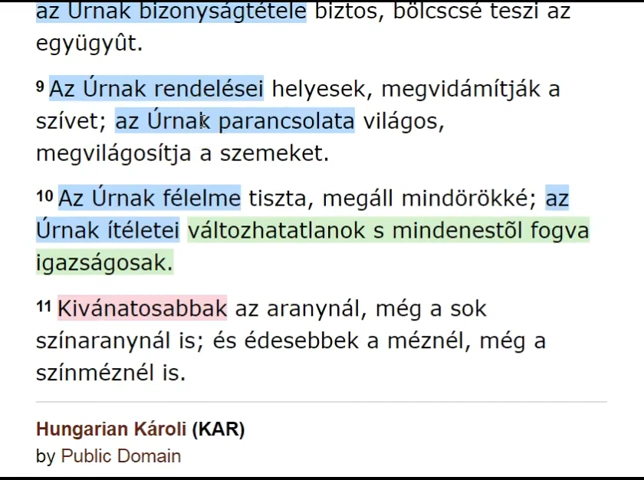 az Úrnak bizonyságtétele biztos, bölcscsé teszi az
együgyût.
9 Az Úrnak rendelései helyesek, megvidámítják a
szívet; az Úrnak parancsolata világos,
megvilágosítja a szemeket.
10 Az Úrnak félelme tiszta, megáll mindörökké; az
Úrnak ítéletei változhatatlanok s mindenestõl fogva
igazságosak.
11 Kivánatosabbak az aranynál, még a sok
színaranynál is; és édesebbek a méznél, még a
színméznél is.
Hungarian Károli (KAR)
by Public Domain